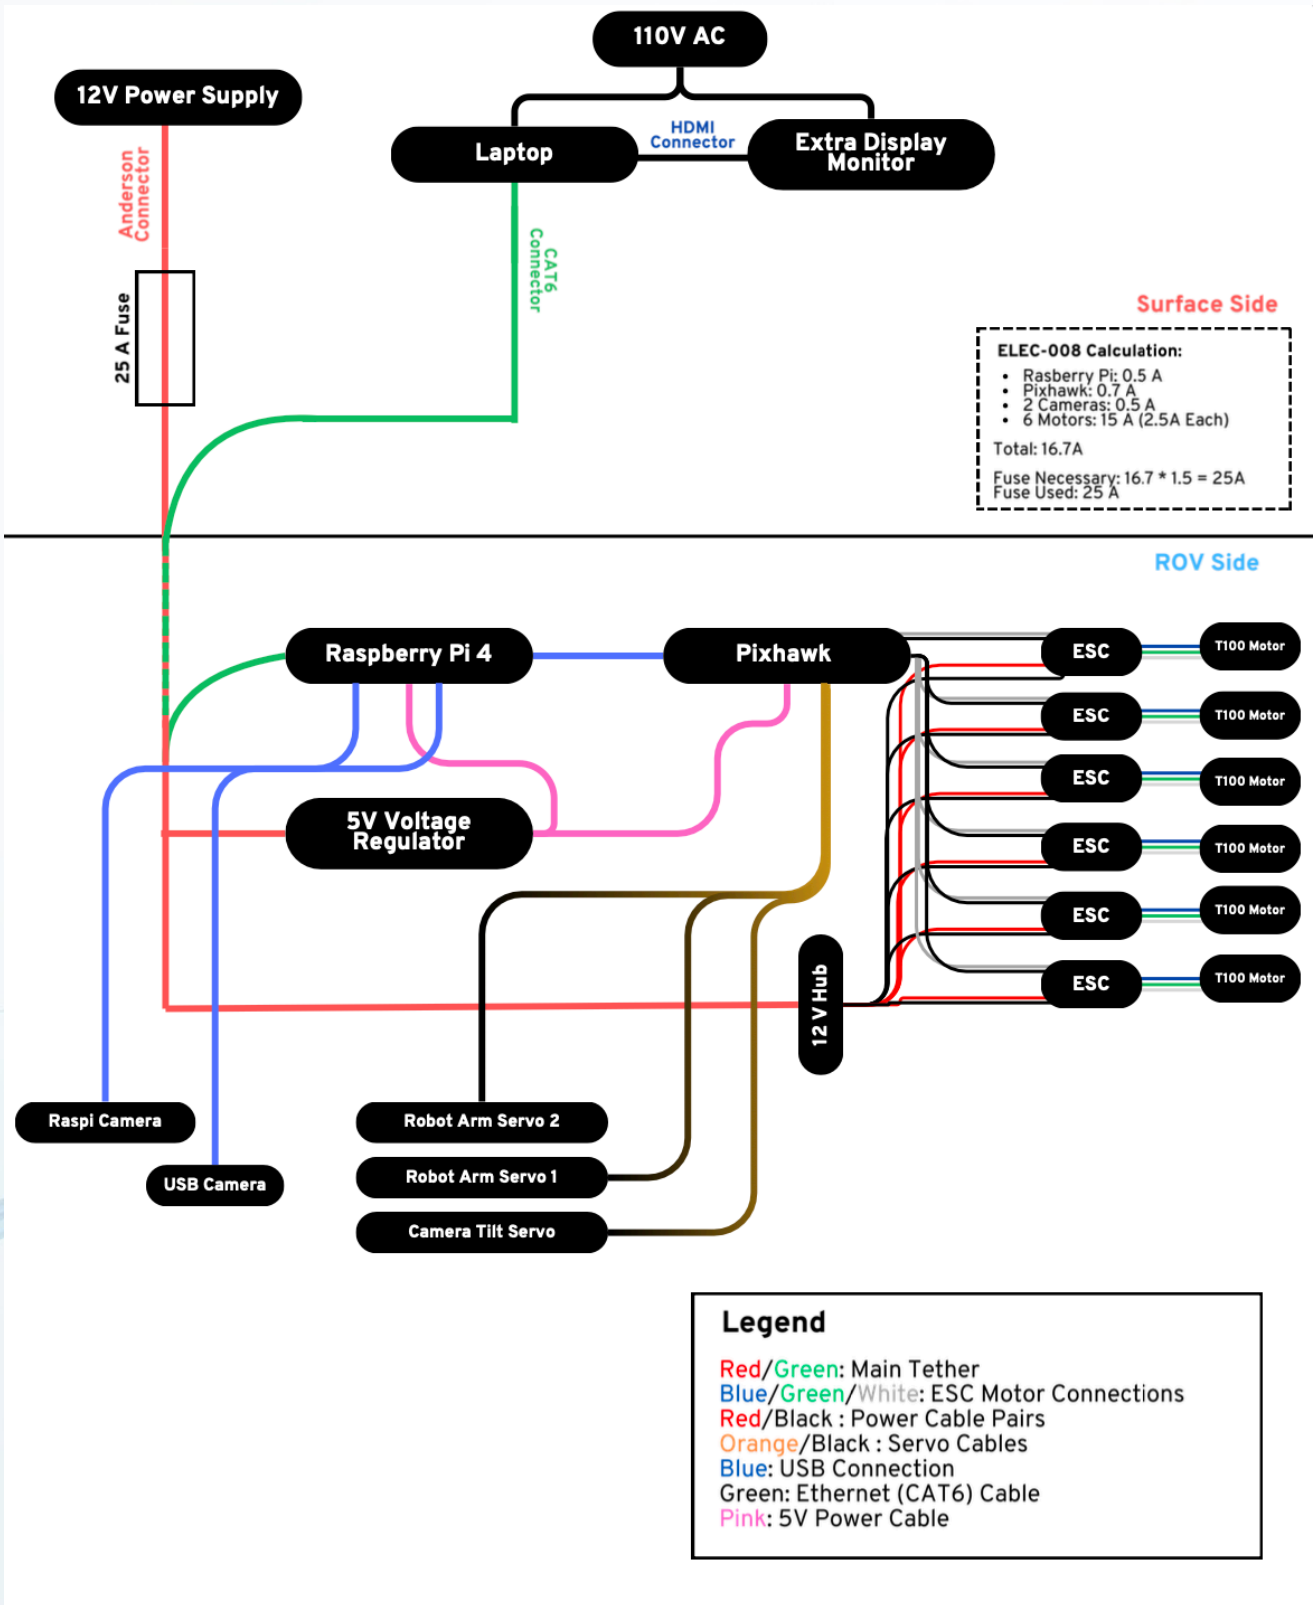 110V AC
12V Power Supply
Laptop
HDMI
Connector
Extra Display
Monitor
Anderson
Connector
CAT6
Connector
25 A Fuse
Surface Side
ELEC-008 Calculation:
• Rasberry Pi: 0.5 A
• Pixhawk: 0.7 A
• 2 Cameras: 0.5 A
• 6 Motors: 15 A (2.5A Each)
Total: 16.7A
Fuse Necessary: 16.7 * 1.5 = 25A
Fuse Used: 25 A
ROV Side
Raspberry Pi 4
Pixhawk
ESC
T100 Motor
ESC
T100 Motor
ESC
T100 Motor
ESC
T100 Motor
ESC
T100 Motor
ESC
T100 Motor
5V Voltage
Regulator
12 V Hub
Raspi Camera
USB Camera
Robot Arm Servo 2
Robot Arm Servo 1
Camera Tilt Servo
Legend
Red/Green: Main Tether
Blue/Green/White: ESC Motor Connections
Red/Black : Power Cable Pairs
Orange/Black : Servo Cables
Blue: USB Connection
Green: Ethernet (CAT6) Cable
Pink: 5V Power Cable